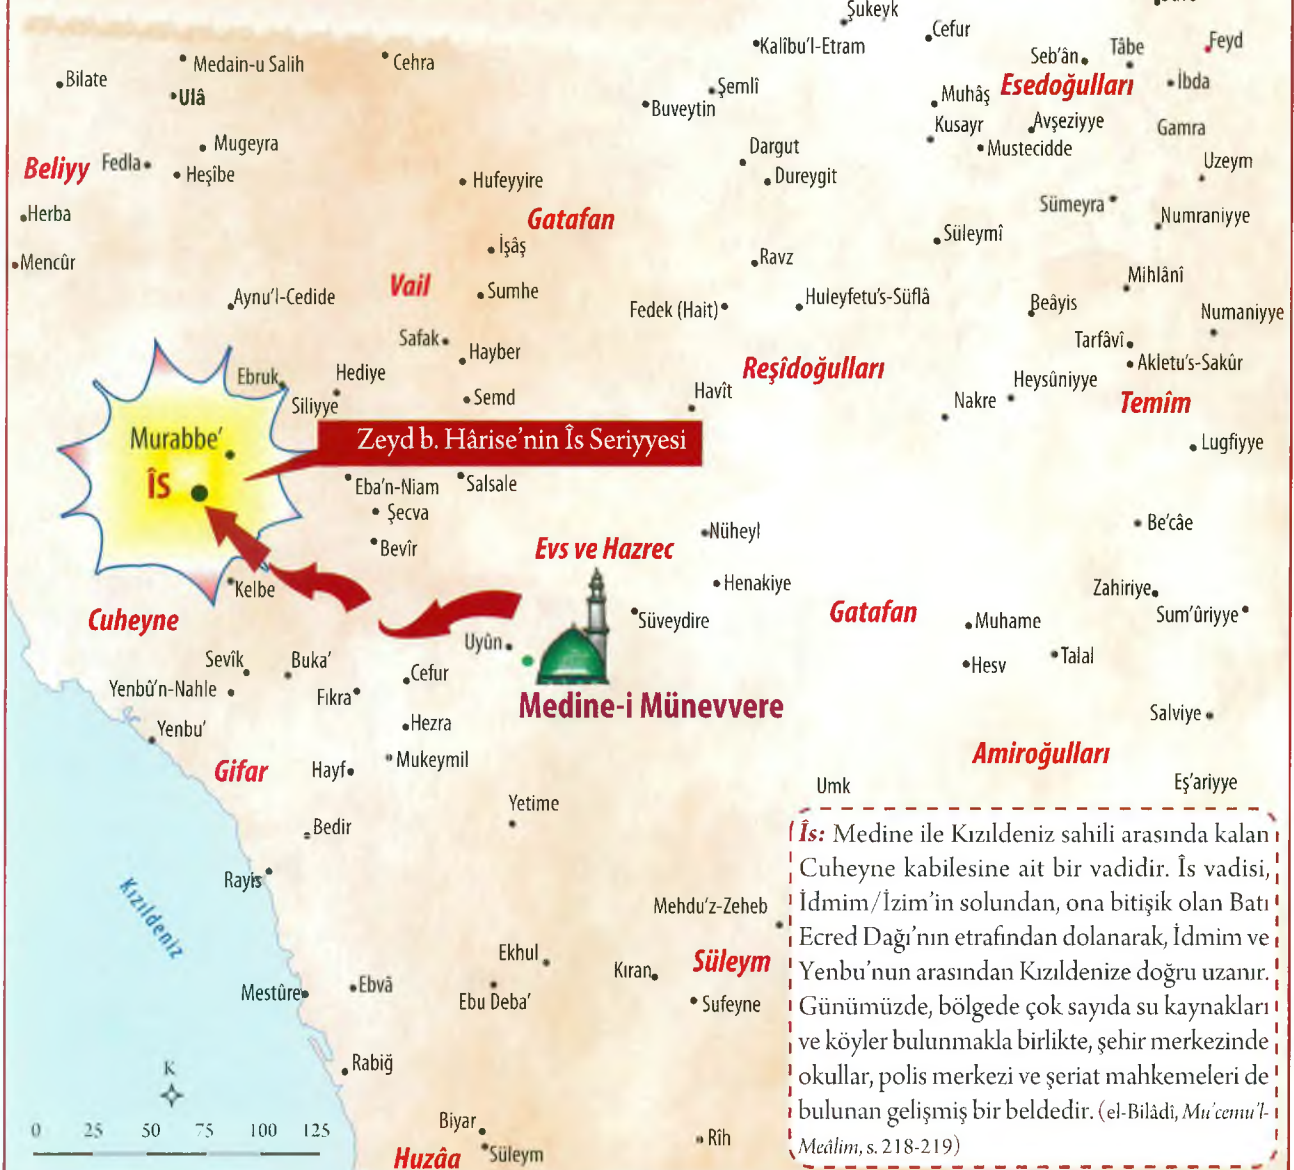 Şukeyk
Cefur
Kalîbu'l-Etram
Seb'ân
Tâbe
Feyd
Medain-u Salih
Cehra
Bilate
Ulâ
Şemlî
Buveytin
Muhâş
Esedoğulları
İbda
Kusayr
Avşeziyye
Mustecidde
Gamra
Mugeyra
Dargut
Uzeym
Beliyy
Fedla
Heşîbe
Hufeyyire
Dureygit
Sümeyra
Herba
Gatafan
Numraniyye
Süleymî
İşâş
Mencûr
Ravz
Vail
Sumhe
Mihlânî
Aynu'l-Cedide
Fedek (Hait)
Huleyfetu's-Süflâ
Beâyis
Numaniyye
Safak
Hayber
Tarfâvî
Akletu's-Sakûr
Ebruk
Hediye
Reşîdoğulları
Heysûniyye
Siliyye
Semd
Havît
Nakre
Temîm
Murabbe'
Zeyd b. Hârise'nin Îs Seriyyesi
Lugfiyye
ÎS
Eba'n-Niam
Salsale
Şecva
Be'câe
Bevîr
Evs ve Hazrec
Nüheyl
Kelbe
Henakiye
Zahiriye
Cuheyne
Süveydire
Gatafan
Muhame
Sum'ûriyye
Uyûn
Sevîk
Buka'
Cefur
Hesv
Talal
Yenbû'n-Nahle
Fıkra
Medine-i Münevvere
Yenbu'
Hezra
Salviye
Gifar
Hayf
Mukeymil
Amiroğulları
Umk
Eş'ariyye
Yetime
Bedir
Rayis
Kızıldeniz
Mehdu'z-Zeheb
Ekhul
Kıran
Süleym
Mestûre
Ebvâ
Ebu Deba'
Sufeyne
Rabiğ
K
Biyar
Rîh
0 25 50 75 100 125
Huzâa
Süleym
Îs: Medine ile Kızıldeniz sahili arasında kalan
Cuheyne kabilesine ait bir vadidir. Îs vadisi,
İdmim/İzim'in solundan, ona bitişik olan Batı
Ecred Dağı'nın etrafından dolanarak, İdmim ve
Yenbu'nun arasından Kızıldenize doğru uzanır.
Günümüzde, bölgede çok sayıda su kaynakları
ve köyler bulunmakla birlikte, şehir merkezinde
okullar, polis merkezi ve şeriat mahkemeleri de
bulunan gelişmiş bir beldedir. (el-Bilâdî, Mu'cemu'l-
Meâlim, s. 218-219)